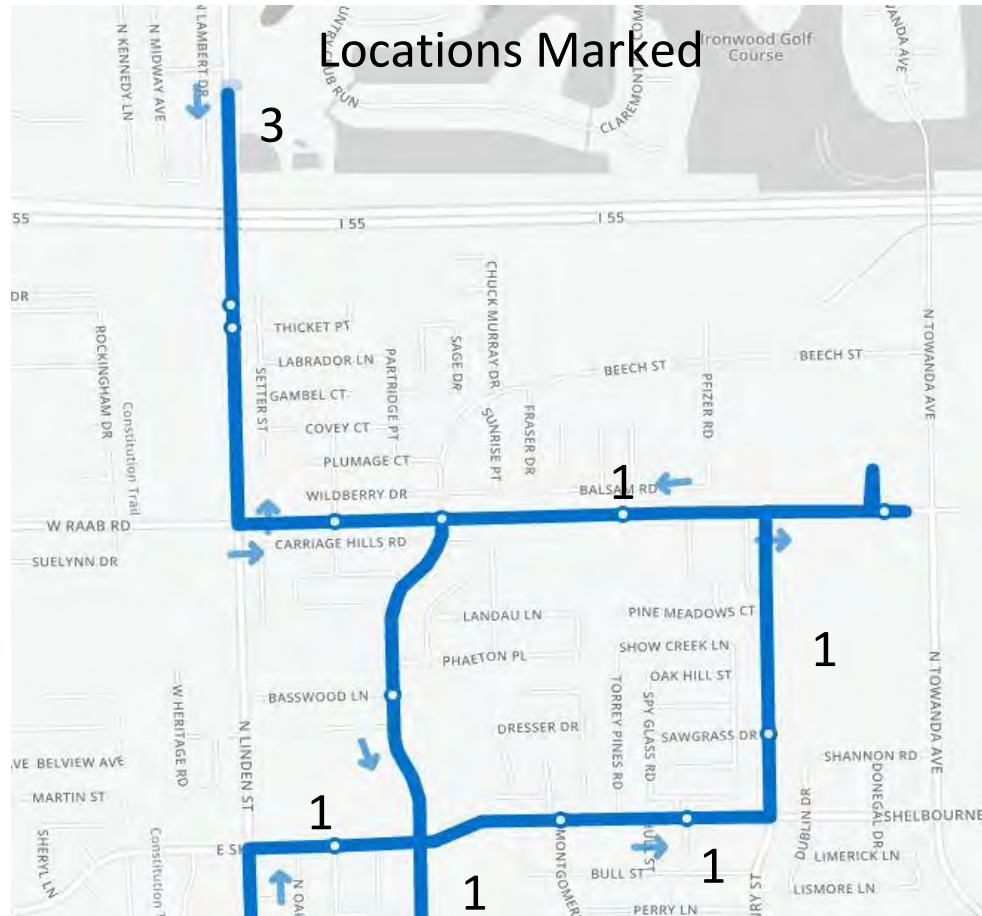 Locations Marked
N KENNEDY LN
N MIDWAY AVE
N LAMBERT DR
Ironwood Golf
Course
3
55
I 55
I 55
DR
THICKET PT
LABRADOR LN
GAMBEL CT
COVEY CT
PLUMAGE CT
WILDBERRY DR
SETTER ST
PARTRIDGE PT
SAGE DR
CHUCK MURRAY DR
SUNRISE PT
FRASER DR
BEECH ST
BEECH ST
PFIZER RD
N TOWANDA AVE
ROCKINGHAM DR
Constitution Trail
BALSAM RD
1
W RAAB RD
CARRIAGE HILLS RD
SUELYNN DR
LANDAU LN
PINE MEADOWS CT
PHAETON PL
SHOW CREEK LN
1
OAK HILL ST
BASSWOOD LN
W HERITAGE RD
N LINDEN ST
DRESSER DR
TORREY PINES RD
SPY GLASS RD
SAWGRASS DR
N TOWANDA AVE
SHANNON RD
BELVIEW AVE
MARTIN ST
DONEGAL DR
DUBLIN DR
SHELBOURNE
1
SHERYL LN
LIMERICK LN
BULL ST
1
LISMORE LN
1
PERRY LN